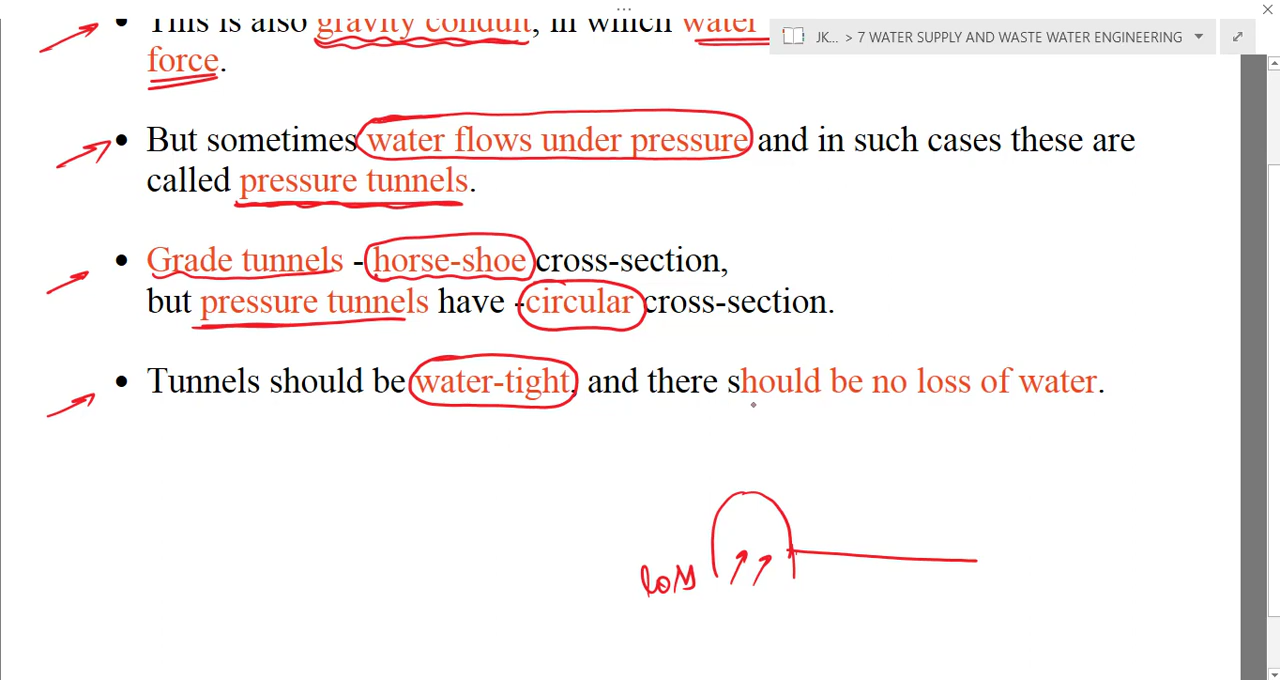 This is also gravity conduit, in which water
JK... > 7 WATER SUPPLY AND WASTE WATER ENGINEERING
force.
• But sometimes water flows under pressure and in such cases these are
called pressure tunnels.
• Grade tunnels -horse-shoe cross-section,
but pressure tunnels have -circular cross-section.
• Tunnels should be water-tight, and there should be no loss of water.
loss